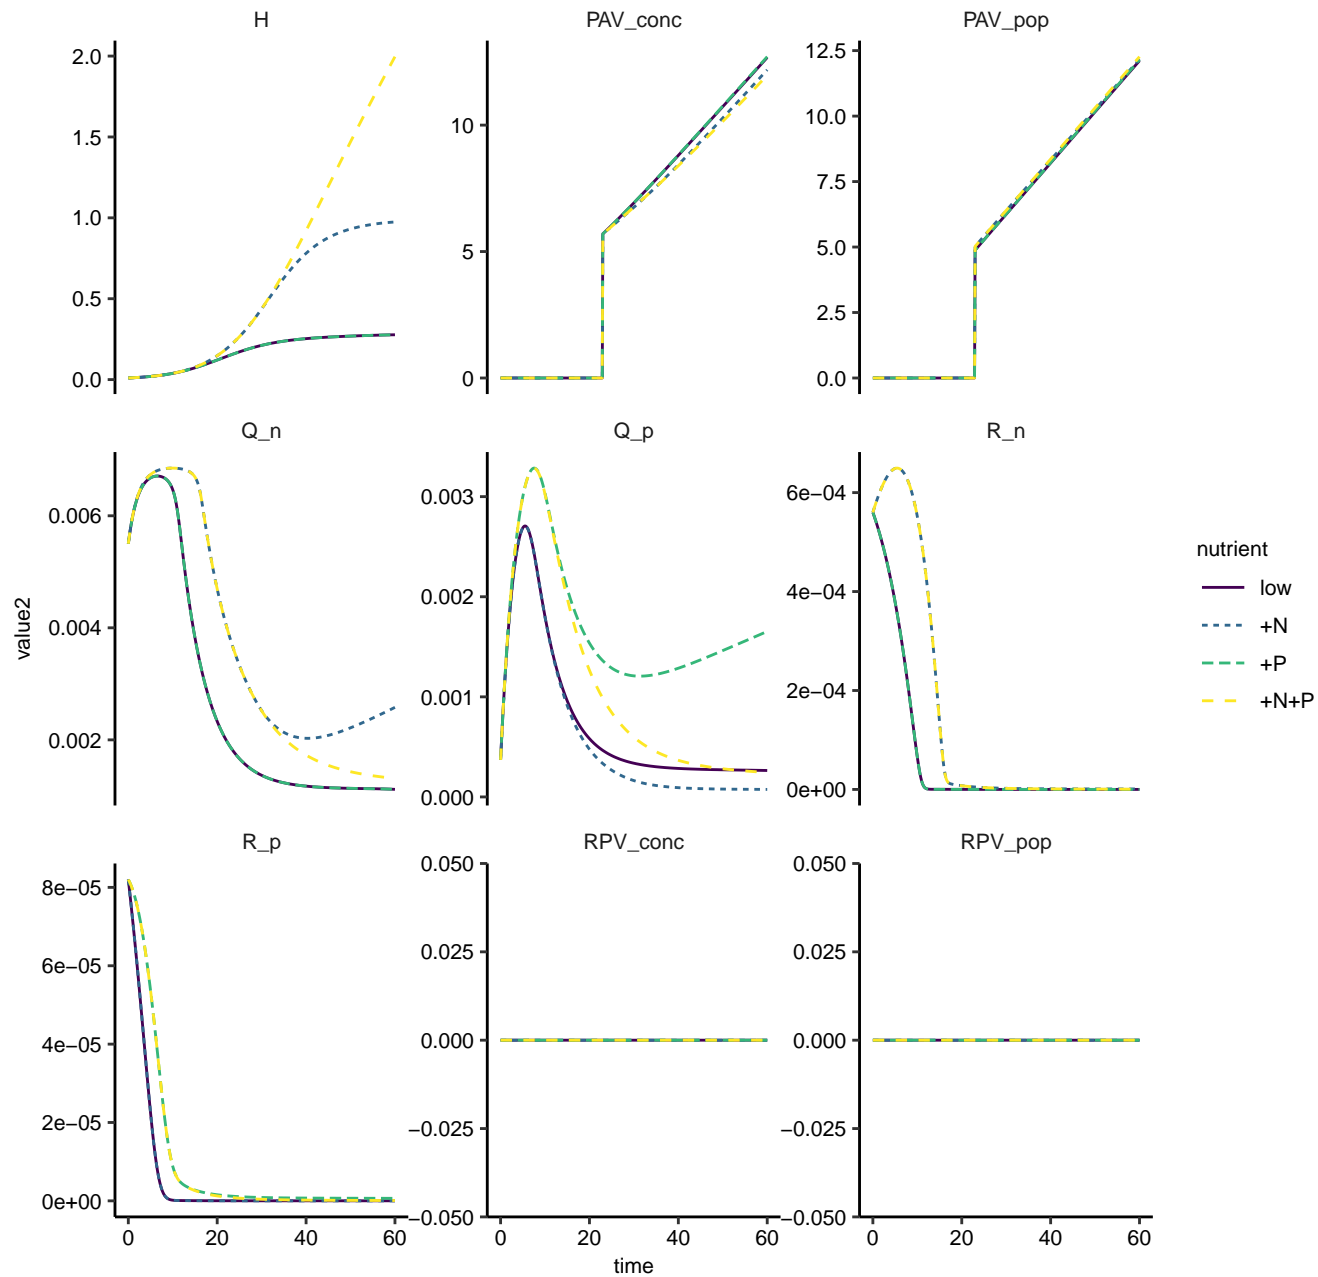 H
PAV_conc
PAV_pop
2.0
1.5
1.0
0.5
0.0
10
5
0
12.5
10.0
7.5
5.0
2.5
0.0
Q_n
Q_p
R_n
0.006
0.004
0.002
0.003
0.002
0.001
0.000
6e−04
4e−04
2e−04
0e+00
R_p
RPV_conc
RPV_pop
8e−05
6e−05
4e−05
2e−05
0e+00
0.050
0.025
0.000
−0.025
−0.050
0.050
0.025
0.000
−0.025
−0.050
0 20 40 60
0 20 40 60
0 20 40 60
time
value2
nutrient
low
+N
+P
+N+P